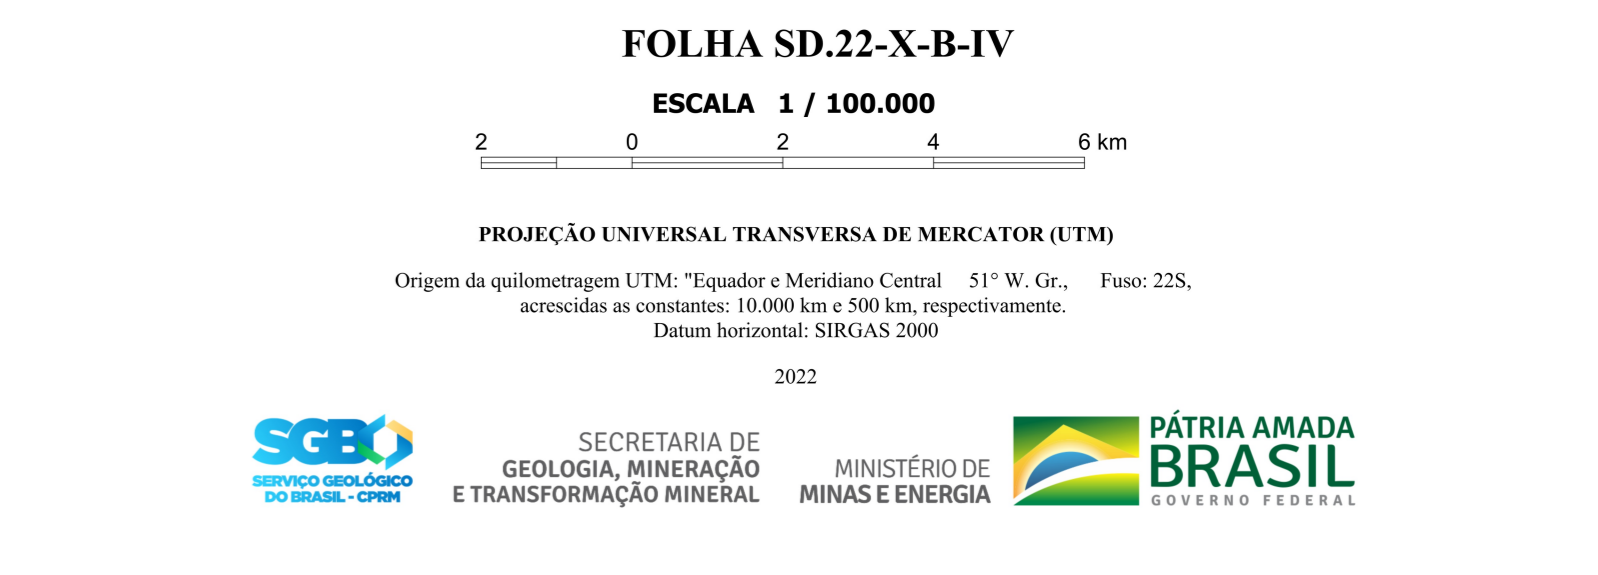 FOLHA SD.22-X-B-IV
ESCALA 1 / 100.000
2 0 2 4 6 km
PROJEÇÃO UNIVERSAL TRANSVERSA DE MERCATOR (UTM)
Origem da quilometragem UTM: "Equador e Meridiano Central 51° W. Gr., Fuso: 22S,
acrescidas as constantes: 10.000 km e 500 km, respectivamente.
Datum horizontal: SIRGAS 2000
2022
SGB
SERVIÇO GEOLÓGICO
DO BRASIL - CPRM
SECRETARIA DE
GEOLOGIA, MINERAÇÃO
E TRANSFORMAÇÃO MINERAL
MINISTÉRIO DE
MINAS E ENERGIA
PÁTRIA AMADA
BRASIL
GOVERNO FEDERAL